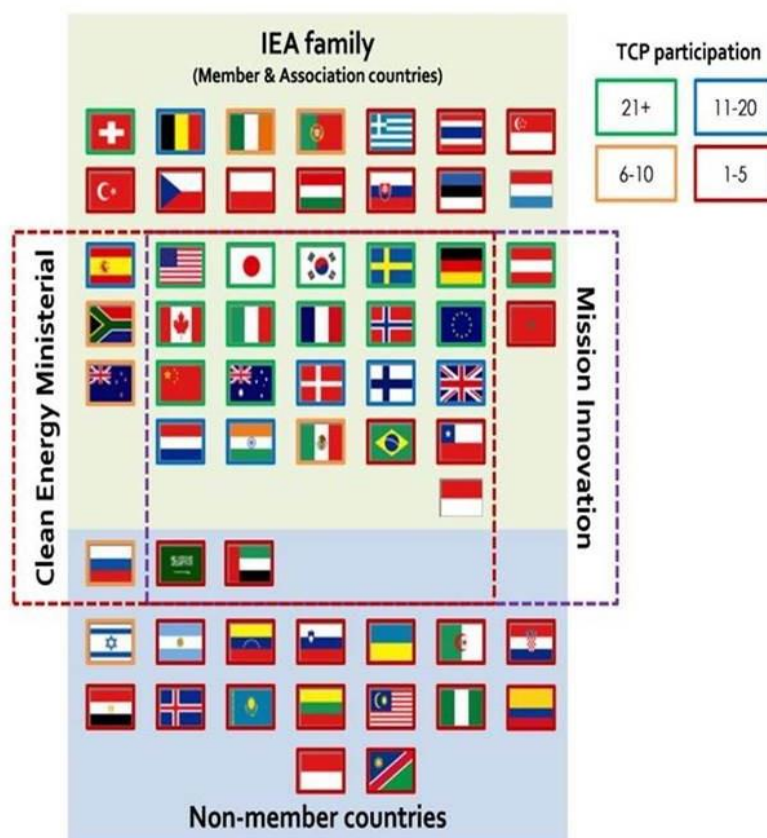 IEA family
(Member & Association countries)
TCP participation
21+
11-20
6-10
1-5
Clean Energy Ministerial
Mission Innovation
Non-member countries